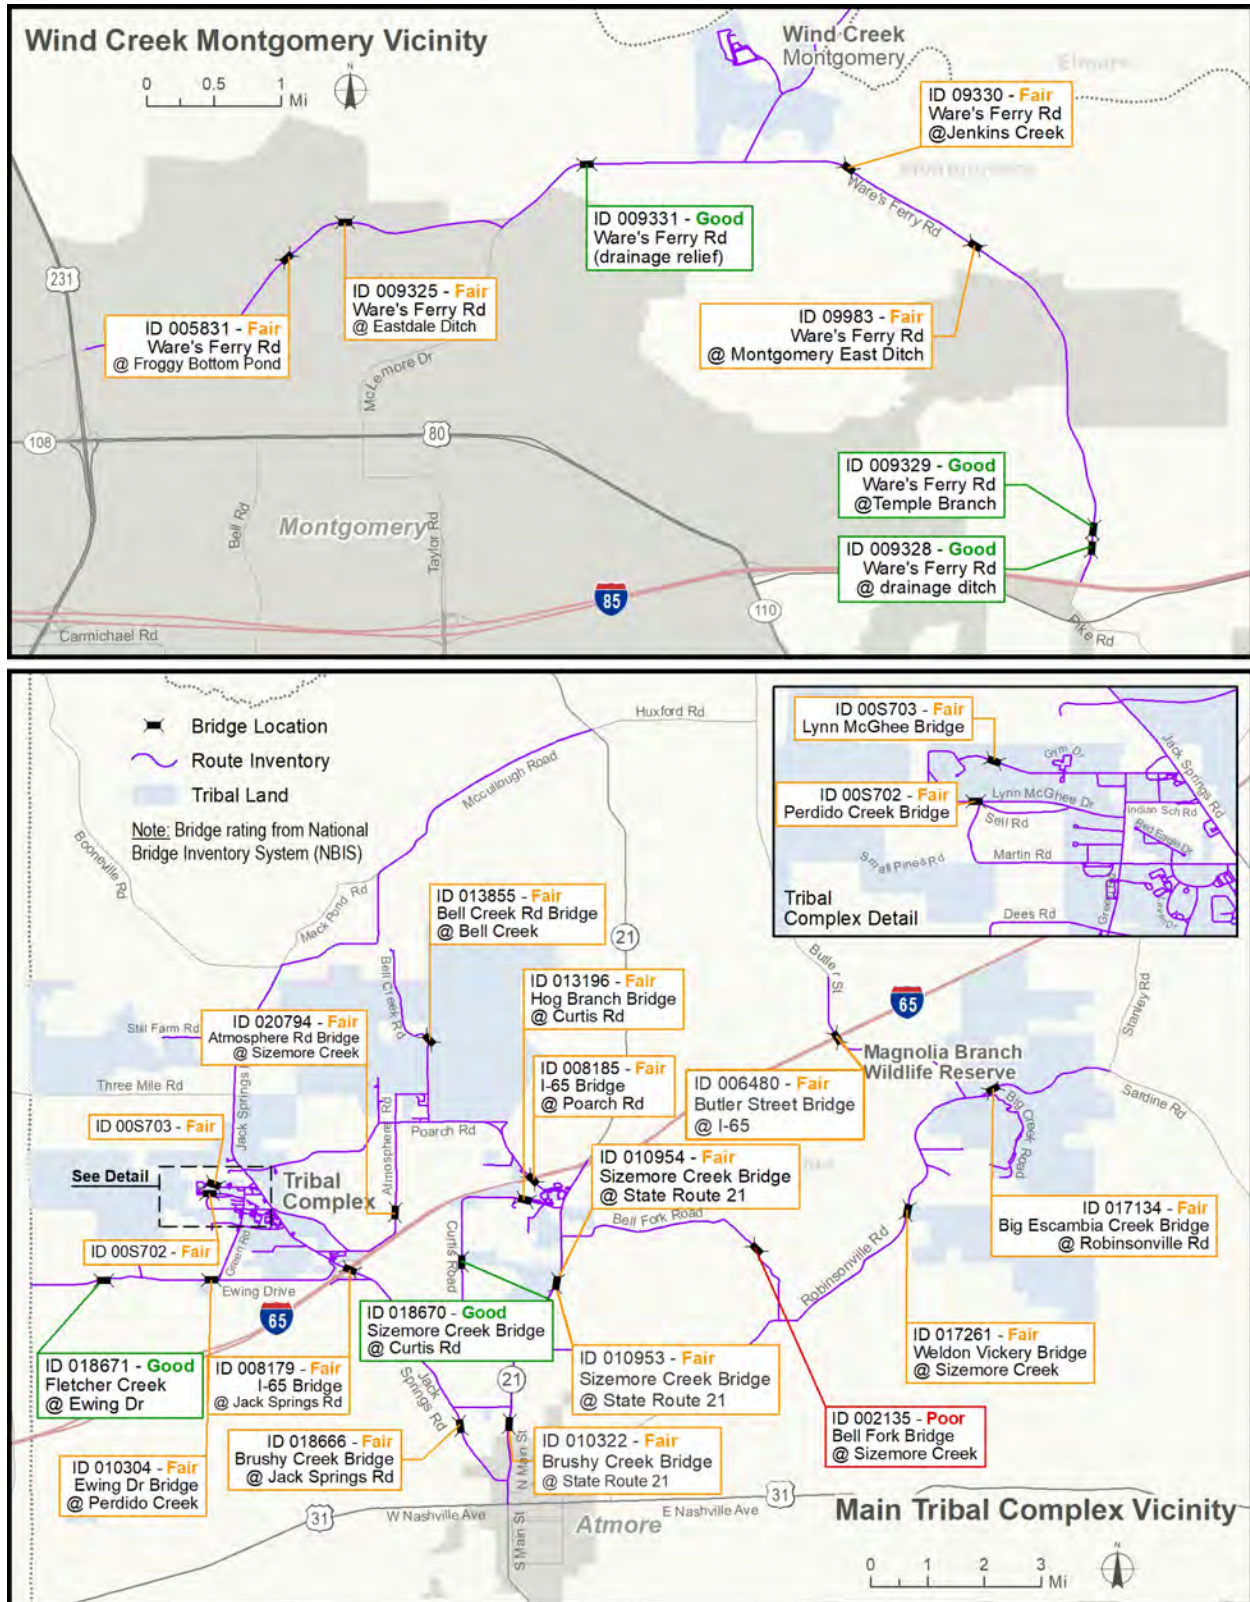 Wind Creek Montgomery Vicinity
N
0 0.5 1
Mi
Wind Creek
Montgomery
Elmore
ID 09330 - Fair
Ware's Ferry Rd
@Jenkins Creek
Montgomery
Ware's Ferry Rd
ID 009331 - Good
Ware's Ferry Rd
(drainage relief)
231
ID 009325 - Fair
Ware's Ferry Rd
@ Eastdale Ditch
ID 005831 - Fair
Ware's Ferry Rd
@ Froggy Bottom Pond
ID 09983 - Fair
Ware's Ferry Rd
@ Montgomery East Ditch
McLemore Dr
108
80
ID 009329 - Good
Ware's Ferry Rd
@Temple Branch
Bell Rd
Montgomery
Taylor Rd
ID 009328 - Good
Ware's Ferry Rd
@ drainage ditch
85
110
Carmichael Rd
Pike Rd
Bridge Location
Route Inventory
Tribal Land
Note: Bridge rating from National
Bridge Inventory System (NBIS)
Huxford Rd
Mccullough Road
Booneville Rd
Mack Pond Rd
ID 00S703 - Fair
Lynn McGhee Bridge
Gym Dr
Jack Springs Rd
ID 00S702 - Fair
Perdido Creek Bridge
Lynn McGhee Dr
Indian Sch Rd
Sell Rd
Red Eagle Dr
Small Pines Rd
Martin Rd
Tribal
Complex Detail
Dees Rd
Green Rd
ID 013855 - Fair
Bell Creek Rd Bridge
@ Bell Creek
21
Bell Creek Rd
Butler St
Stanley Rd
ID 013196 - Fair
Hog Branch Bridge
@ Curtis Rd
65
Still Farm Rd
ID 020794 - Fair
Atmosphere Rd Bridge
@ Sizemore Creek
Magnolia Branch
Wildlife Reserve
ID 008185 - Fair
I-65 Bridge
@ Poarch Rd
ID 006480 - Fair
Butler Street Bridge
@ I-65
Three Mile Rd
Jack Springs
Atmosphere Rd
Poarch Rd
Big Creek Road
Sardine Rd
ID 00S703 - Fair
See Detail
Tribal
Complex
ID 010954 - Fair
Sizemore Creek Bridge
@ State Route 21
ID 017134 - Fair
Big Escambia Creek Bridge
@ Robinsonville Rd
Bell Fork Road
ID 00S702 - Fair
Green Rd
Curtis Road
Robinsonville Rd
Ewing Drive
65
ID 018670 - Good
Sizemore Creek Bridge
@ Curtis Rd
ID 017261 - Fair
Weldon Vickery Bridge
@ Sizemore Creek
ID 018671 - Good
Fletcher Creek
@ Ewing Dr
ID 008179 - Fair
I-65 Bridge
@ Jack Springs Rd
ID 010953 - Fair
Sizemore Creek Bridge
@ State Route 21
Jack
Springs Rd
21
ID 002135 - Poor
Bell Fork Bridge
@ Sizemore Creek
ID 018666 - Fair
Brushy Creek Bridge
@ Jack Springs Rd
N Main St
ID 010322 - Fair
Brushy Creek Bridge
@ State Route 21
ID 010304 - Fair
Ewing Dr Bridge
@ Perdido Creek
31
W Nashville Ave
E Nashville Ave
31
Main Tribal Complex Vicinity
S Main St
Atmore
N
0 1 2 3
Mi